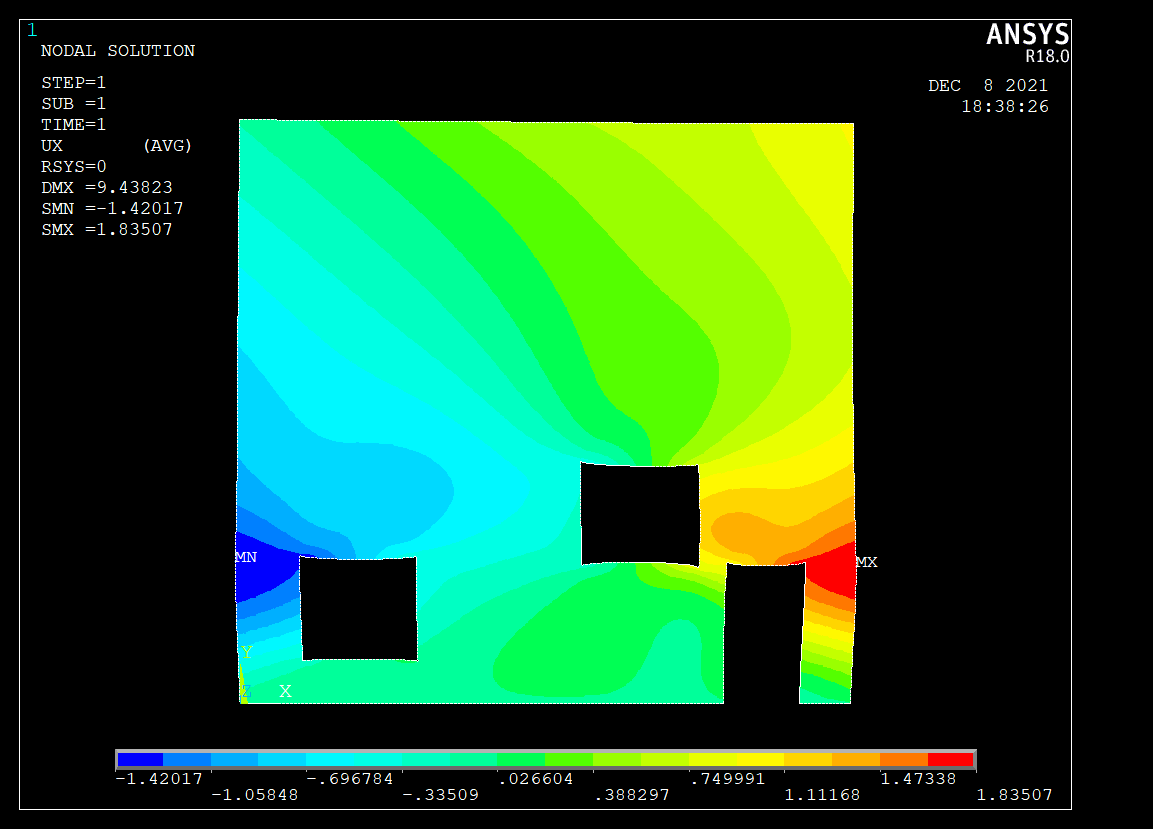 1
ANSYS
R18.0
NODAL SOLUTION
DEC  8 2021
18:38:26
STEP=1
SUB =1
TIME=1
UX       (AVG)
RSYS=0
DMX =9.43823
SMN =-1.42017
SMX =1.83507
MN
MX
Y
Z X
-1.42017 -.696784 .026604 .749991 1.47338
-1.05848 -.33509 .388297 1.11168 1.83507